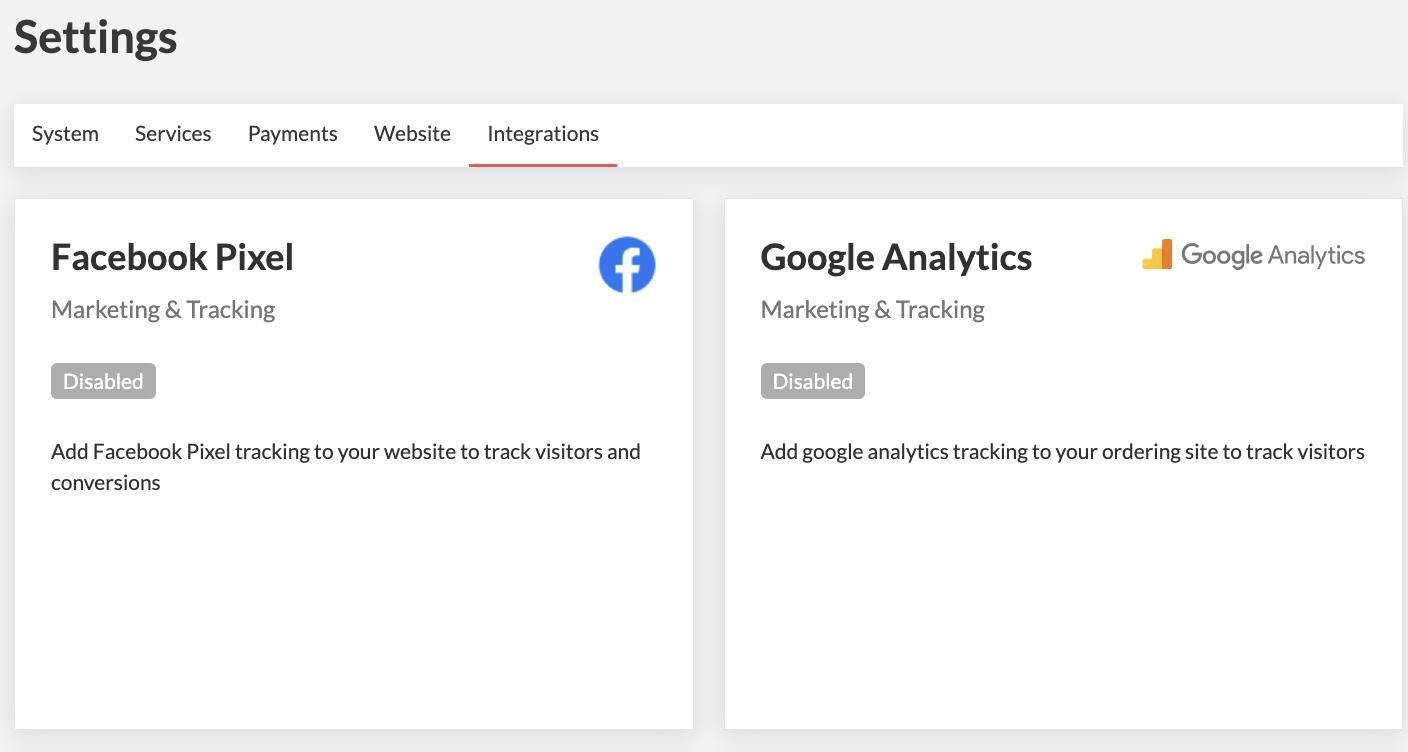 Settings
System Services Payments Website Integrations
Facebook Pixel
Marketing & Tracking
Disabled
Add Facebook Pixel tracking to your website to track visitors and
conversions
Google Analytics
Google Analytics
Marketing & Tracking
Disabled
Add google analytics tracking to your ordering site to track visitors